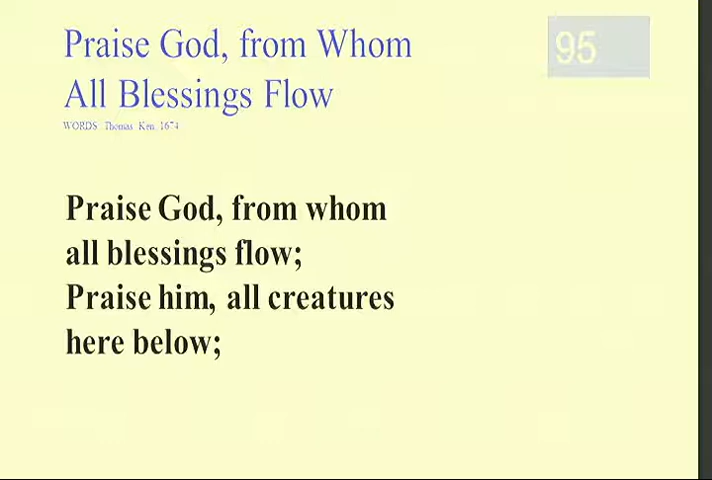 Praise God, from Whom
All Blessings Flow
95
WORDS: Thomas Ken, 1674
Praise God, from whom
all blessings flow;
Praise him, all creatures
here below;